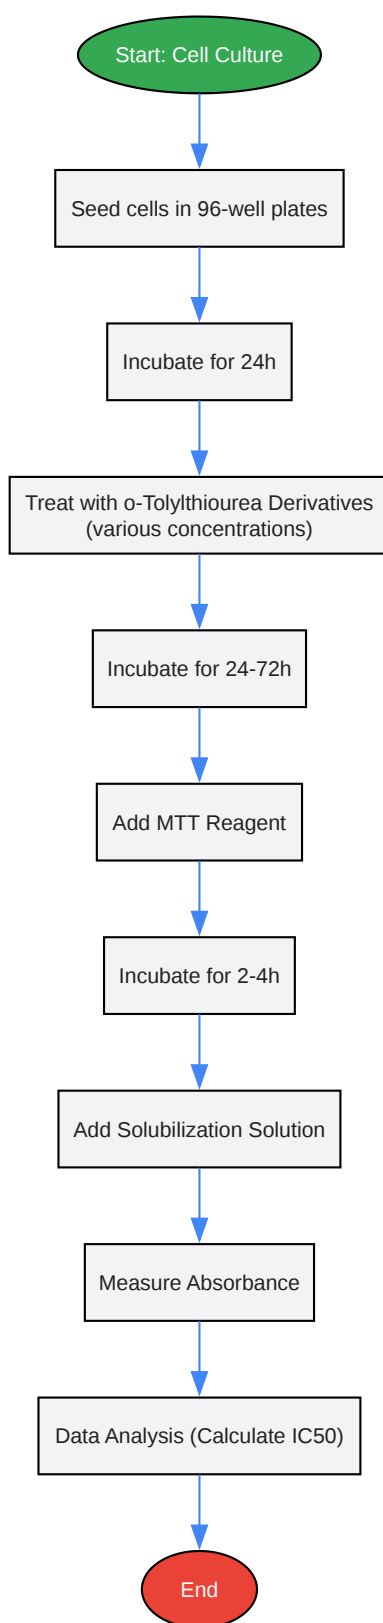 Start: Cell Culture
Seed cells in 96-well plates
Incubate for 24h
Treat with o-Tolylthiourea Derivatives
(various concentrations)
Incubate for 24-72h
Add MTT Reagent
Incubate for 2-4h
Add Solubilization Solution
Measure Absorbance
Data Analysis (Calculate IC50)
End